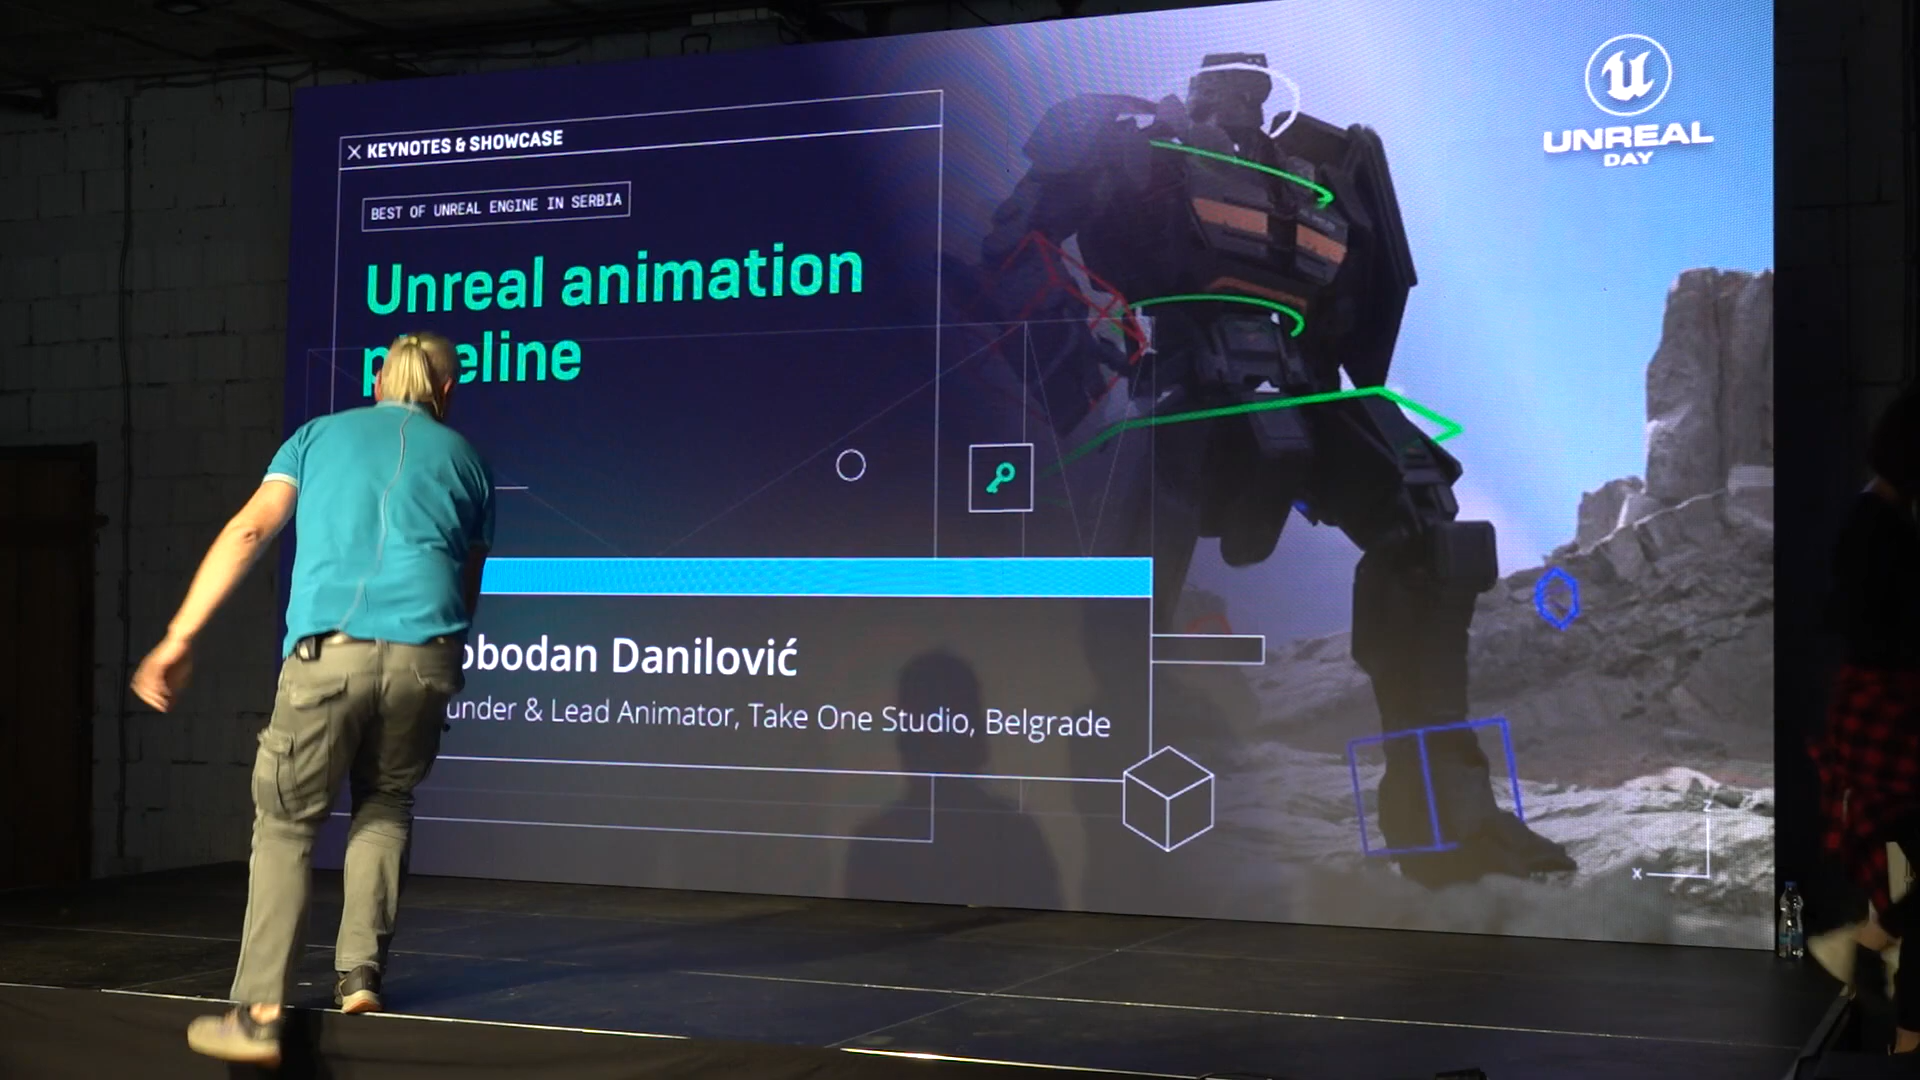 KEYNOTES & SHOWCASE
BEST OF UNREAL ENGINE IN SERBIA
Unreal animation
p eline
obodan Danilović
under & Lead Animator, Take One Studio, Belgrade
UNREAL
DAY
Z
X